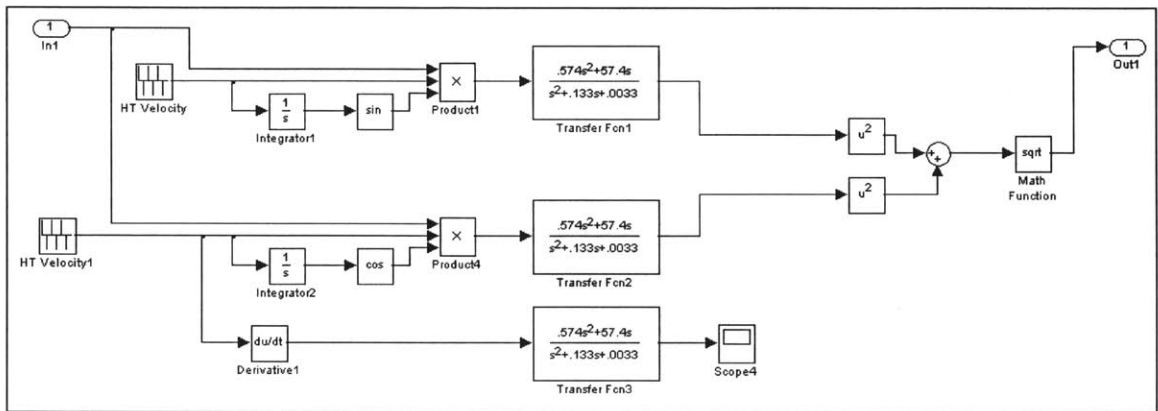 1
In1
HT Velocity
1
s
Integrator1
sin
×
Product1
.574s²+57.4s
s²+.133s+.0033
Transfer Fcn1
u²
+
+
sqrt
Math
Function
1
Out1
HT Velocity1
1
s
Integrator2
cos
×
Product4
.574s²+57.4s
s²+.133s+.0033
Transfer Fcn2
u²
du/dt
Derivative1
.574s²+57.4s
s²+.133s+.0033
Transfer Fcn3
Scope4